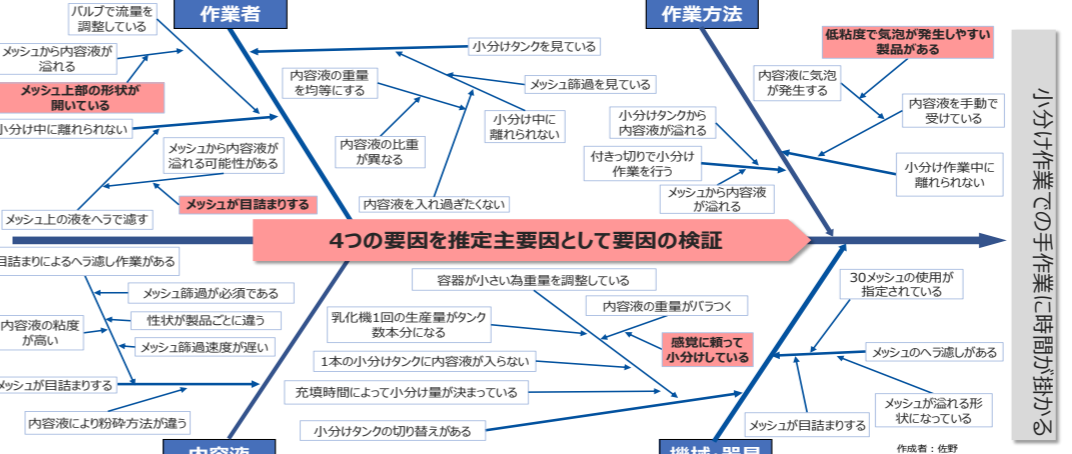 作業者
作業方法
バルブで流量を
調整している
メッシュから内容液が
溢れる
メッシュ上部の形状が
開いている
小分け中に離れられない
メッシュから内容液が
溢れる可能性がある
メッシュが目詰まりする
メッシュ上の液をヘラで濾す
小分けタンクを見ている
内容液の重量
を均等にする
メッシュ篩過を見ている
小分け中に
離れられない
内容液の比重
が異なる
内容液を入れ過ぎたくない
低粘度で気泡が発生しやすい
製品がある
内容液に気泡
が発生する
内容液を手動で
受けている
小分けタンクから
内容液が溢れる
付きっ切りで小分け
作業を行う
メッシュから内容液
が溢れる
小分け作業中に
離れられない
4つの要因を推定主要因として要因の検証
小分け作業での手作業に時間が掛かる
目詰まりによるヘラ濾し作業がある
メッシュ篩過が必須である
性状が製品ごとに違う
内容液の粘度
が高い
メッシュ篩過速度が遅い
メッシュが目詰まりする
内容液により粉砕方法が違う
容器が小さい為重量を調整している
内容液の重量がバラつく
乳化機1回の生産量がタンク
数本分になる
感覚に頼って
小分けしている
1本の小分けタンクに内容液が入らない
充填時間によって小分け量が決まっている
小分けタンクの切り替えがある
30メッシュの使用が
指定されている
メッシュのヘラ濾しがある
メッシュが溢れる形
状になっている
メッシュが目詰まりする
内容液
機械・器具
作成者：佐野